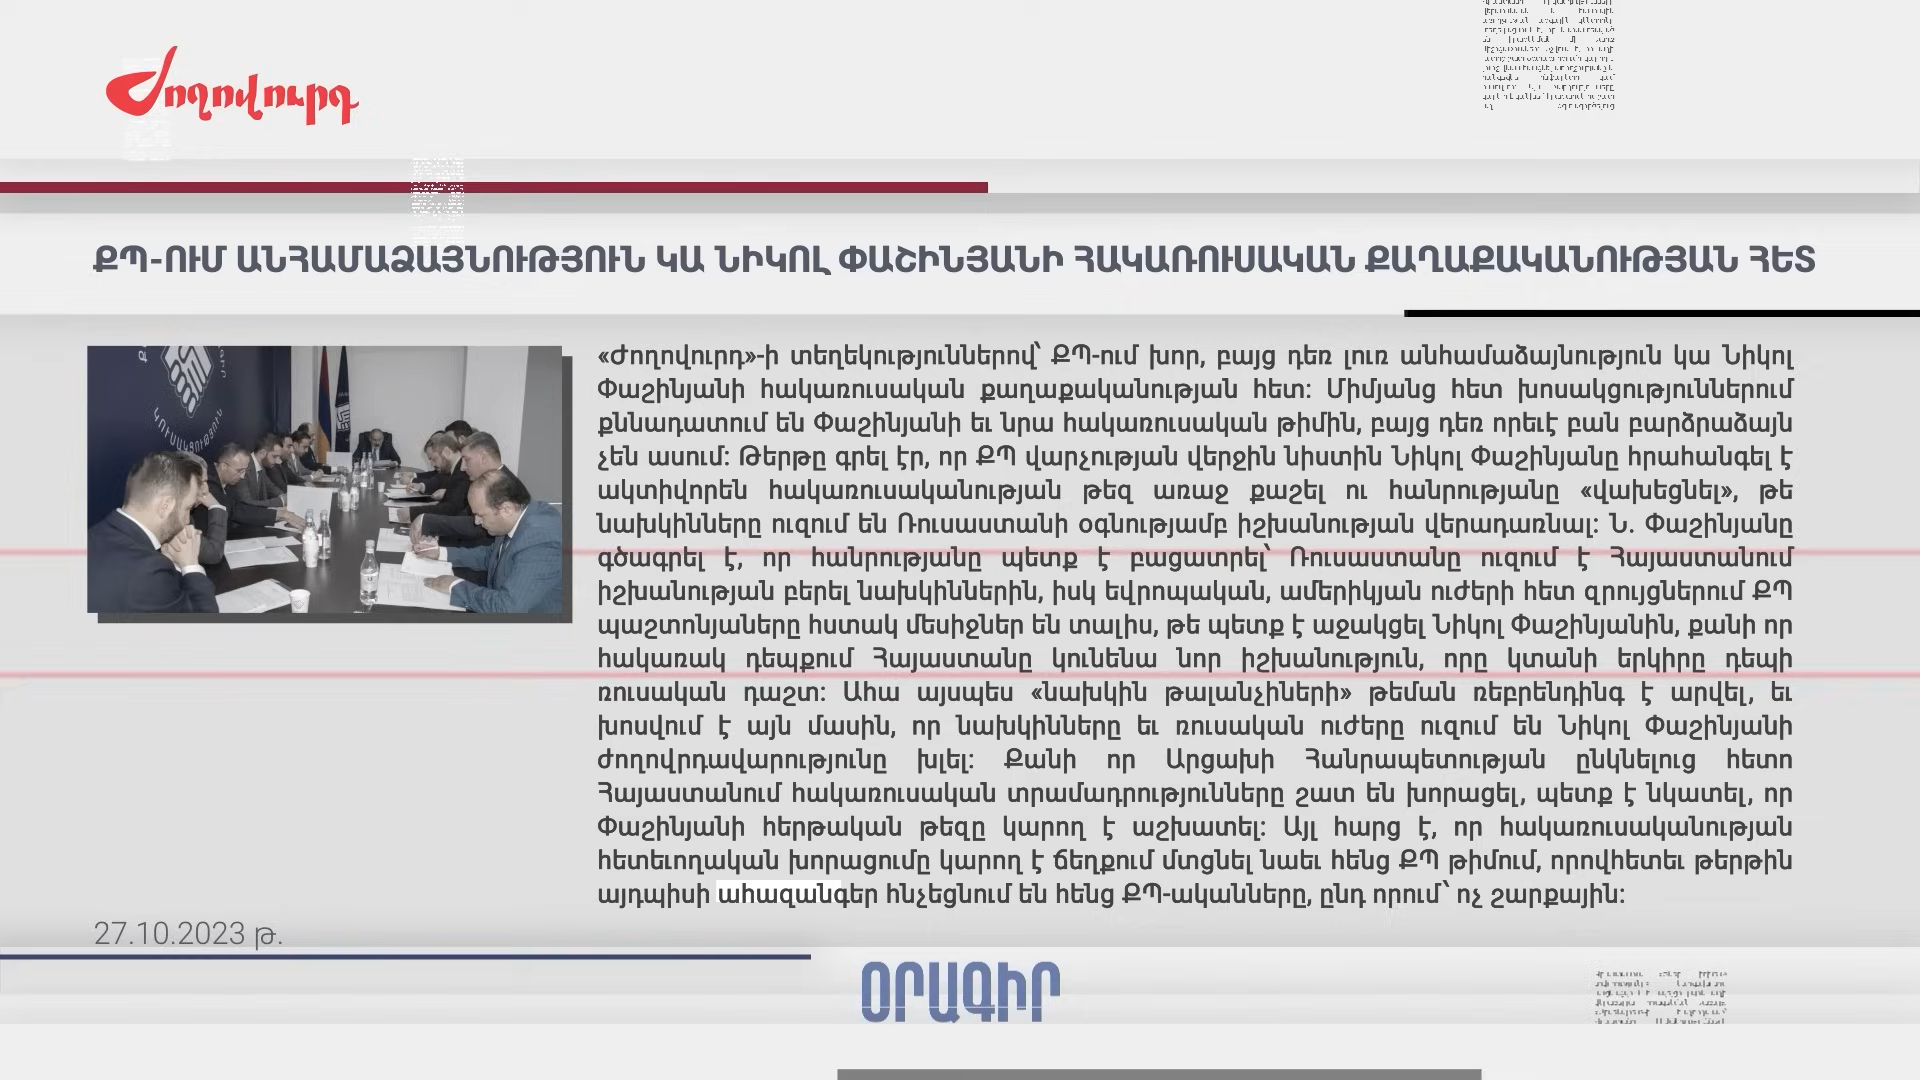 Ժողովուրդ
ՔՊ-ՈՒՄ ԱՆՀԱՄԱՁԱՅՆՈՒԹՅՈՒՆ ԿԱ ՆԻԿՈԼ ՓԱՇԻՆՅԱՆԻ ՀԱԿԱՌՈՒՍԱԿԱՆ ՔԱՂԱՔԱԿԱՆՈՒԹՅԱՆ ՀԵՏ
«Ժողովուրդ»-ի տեղեկություններով՝ ՔՊ-ում խոր, բայց դեռ լուռ անհամաձայնություն կա Նիկոլ
Փաշինյանի հակառուսական քաղաքականության հետ։ Միմյանց հետ խոսակցություններում
քննադատում են Փաշինյանի եւ նրա հակառուսական թիմին, բայց դեռ որեւէ բան բարձրաձայն
չեն ասում։ Թերթը գրել էր, որ ՔՊ վարչության վերջին նիստին Նիկոլ Փաշինյանը հրահանգել է
ակտիվորեն հակառուսականության թեզ առաջ քաշել ու հանրությանը «վախեցնել», թե
նախկինները ուզում են Ռուսաստանի օգնությամբ իշխանության վերադառնալ։ Ն. Փաշինյանը
գծագրել է, որ հանրությանը պետք է բացատրել՝ Ռուսաստանը ուզում է Հայաստանում
իշխանության բերել նախկիններին, իսկ եվրոպական, ամերիկյան ուժերի հետ զրույցներում ՔՊ
պաշտոնյաները հստակ մեսիջներ են տալիս, թե պետք է աջակցել Նիկոլ Փաշինյանին, քանի որ
հակառակ դեպքում Հայաստանը կունենա նոր իշխանություն, որը կտանի երկիրը դեպի
ռուսական դաշտ։ Ահա այսպես «նախկին թալանչիների» թեման ռեբրենդինգ է արվել, եւ
խոսվում է այն մասին, որ նախկինները եւ ռուսական ուժերը ուզում են Նիկոլ Փաշինյանի
ժողովրդավարությունը խլել։ Քանի որ Արցախի Հանրապետության ընկնելուց հետո
Հայաստանում հակառուսական տրամադրությունները շատ են խորացել, պետք է նկատել, որ
Փաշինյանի հերթական թեզը կարող է աշխատել։ Այլ հարց է, որ հակառուսականության
հետեւողական խորացումը կարող է ճեղքում մտցնել նաեւ հենց ՔՊ թիմում, որովհետեւ թերթին
այդպիսի ահազանգեր հնչեցնում են հենց ՔՊ-ականները, ընդ որում՝ ոչ շարքային։
27.10.2023 թ.
ՕՐԱԳԻՐ